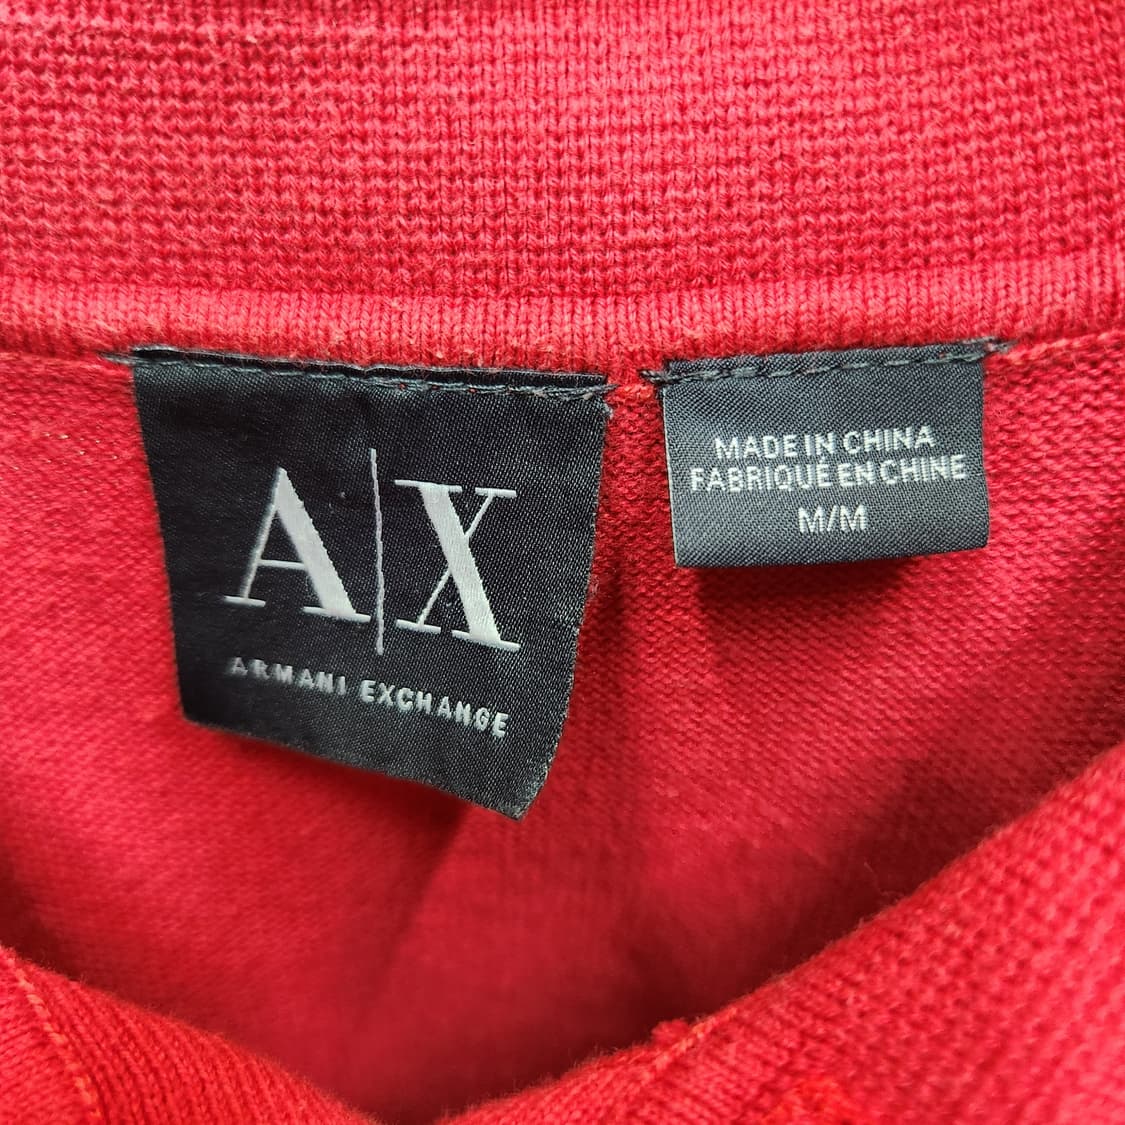 A|X
ARMANI EXCHANGE
MADE IN CHINA
FABRIQUÉ EN CHINE
M/M